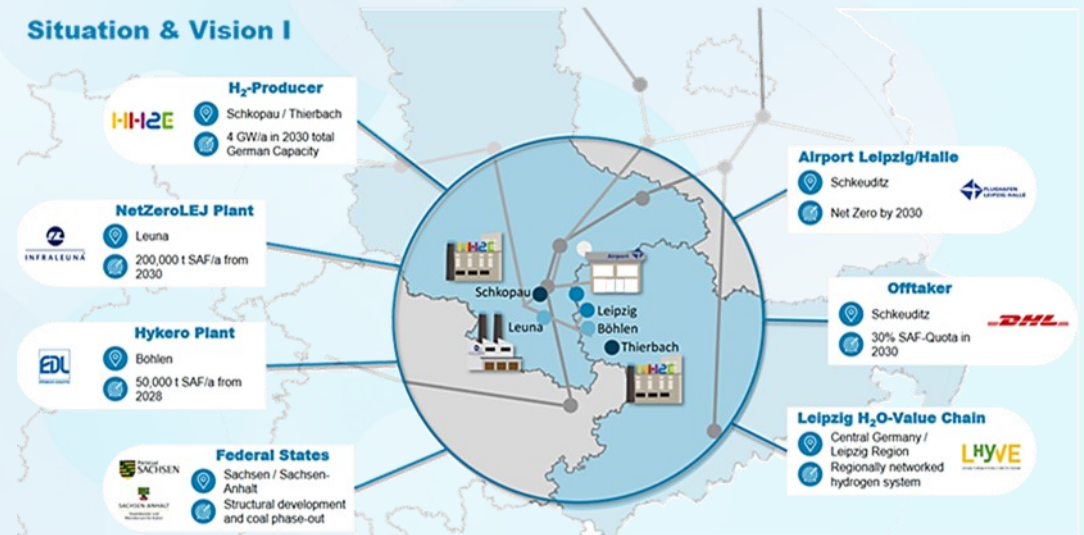 Situation & Vision I
H₂-Producer
HH2E
Schkopau / Thierbach
4 GW/a in 2030 total
German Capacity
NetZeroLEJ Plant
INFRALEUNA
Leuna
200,000 t SAF/a from
2030
Hykero Plant
EDL
Böhlen
50,000 t SAF/a from
2028
Federal States
Freistaat
SACHSEN
SACHSEN-ANHALT
Sachsen / Sachsen-
Anhalt
Structural development
and coal phase-out
HH2E
Airport
Schkopau
Leuna
Leipzig
Böhlen
Thierbach
HH2E
Airport Leipzig/Halle
Schkeuditz
Net Zero by 2030
FLUGHAFEN
LEIPZIG HALLE
Offtaker
Schkeuditz
30% SAF-Quota in
2030
DHL
Leipzig H₂O-Value Chain
Central Germany /
Leipzig Region
Regionally networked
hydrogen system
LHyVE